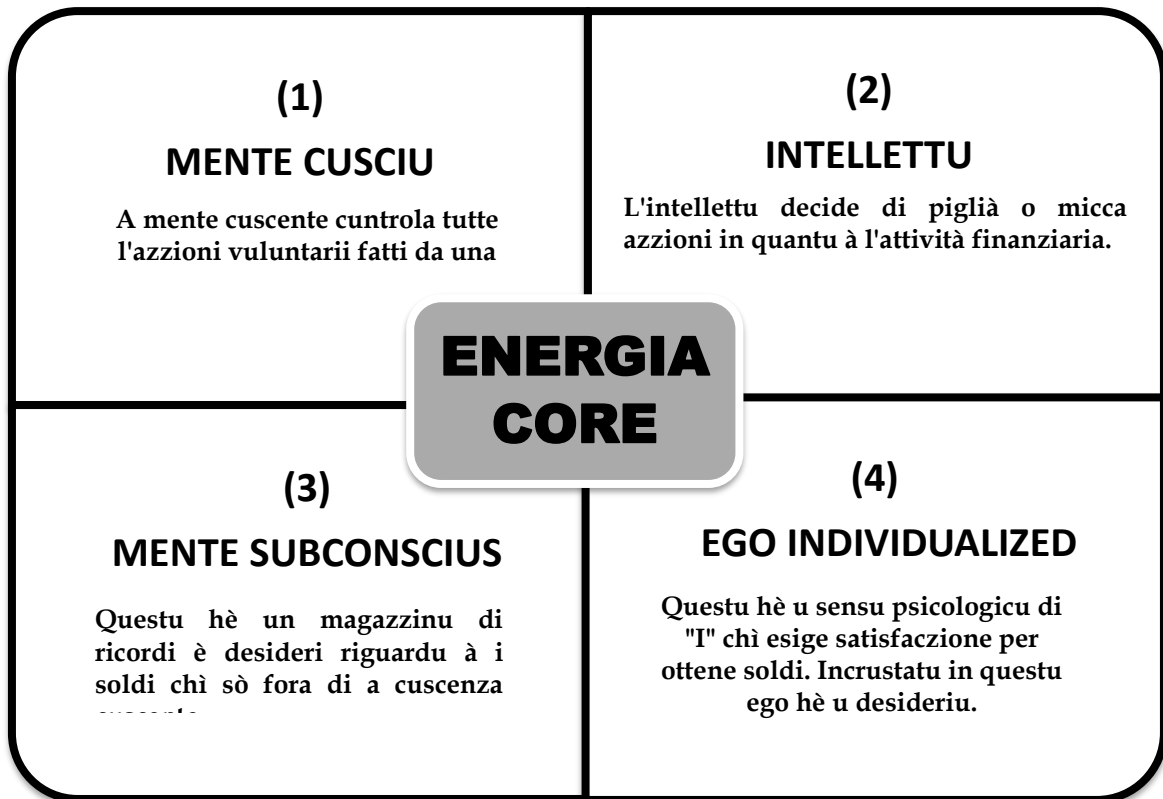 (1)
MENTE CUSCIU
A mente cuscente cuntrola tutte
l'azzioni vuluntarii fatti da una
(2)
INTELLETTU
L'intellettu decide di piglià o micca
azzioni in quantu à l'attività finanziaria.
ENERGIA
CORE
(3)
MENTE SUBCONSCIUS
Questu hè un magazzinu di
ricordi è desideri riguardu à i
soldi chì sò fora di a cuscenza
(4)
EGO INDIVIDUALIZED
Questu hè u sensu psicologicu di
"I" chì esige satisfaczione per
ottene soldi. Incrustatu in questu
ego hè u desideriu.